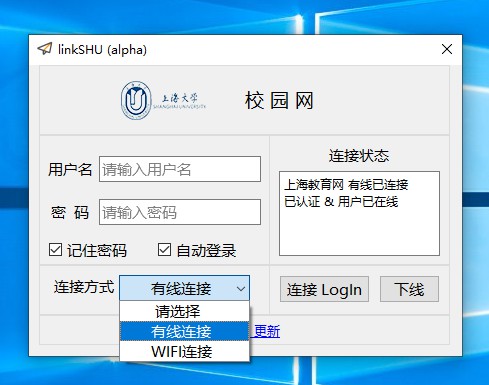 linkSHU (alpha)
上海大学
SHANGHAI UNIVERSITY
校园网
用户名
请输入用户名
密 码
请输入密码
记住密码
自动登录
连接状态
上海教育网 有线已连接
已认证 & 用户已在线
连接方式
有线连接
请选择
有线连接
WIFI连接
连接 LogIn
下线
更新